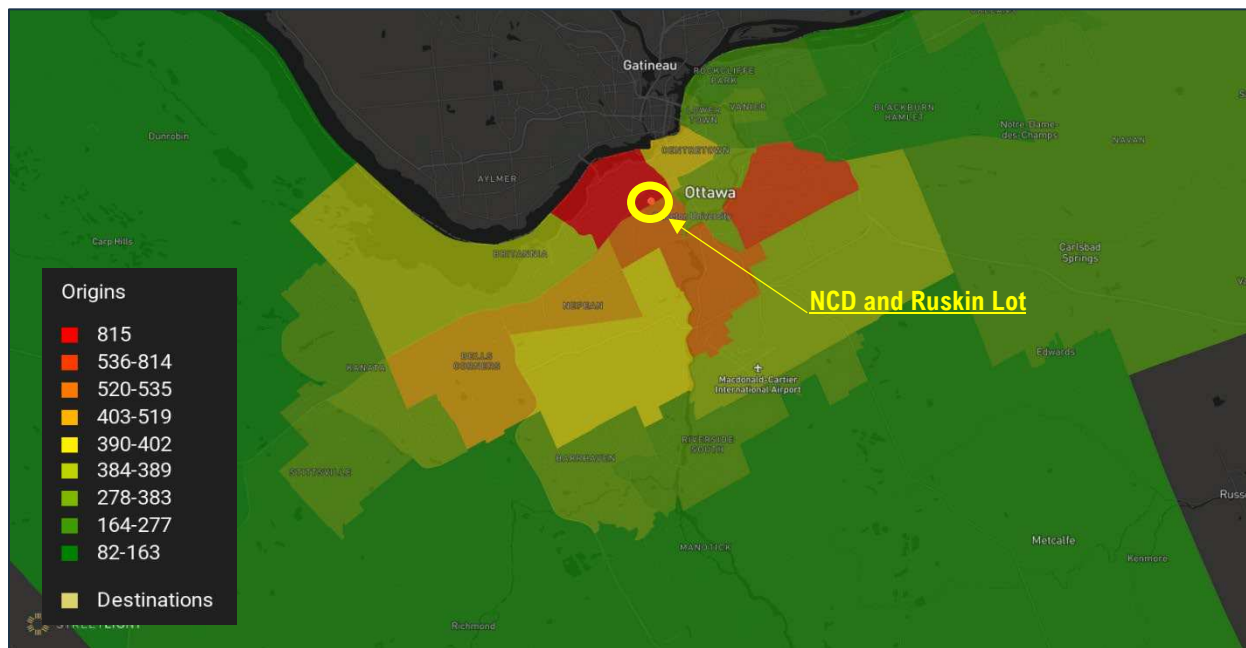 Gatineau
ROCKCLIFFE
PARK
LOWER
TOWN
VANIER
BLACKBURN
HAMLET
Notre-Dame-
des-Champs
NAVAN
Dunrobin
CENTRETOWN
AYLMER
Ottawa
University
Carp Hills
BRITANNIA
Carlsbad
Springs
Origins
815
536-814
520-535
403-519
390-402
384-389
278-383
164-277
82-163
Destinations
NEPEAN
NCD and Ruskin Lot
BELLS
CORNERS
KANATA
Edwards
Macdonald-Cartier
International Airport
RIVERSIDE
SOUTH
BARRHAVEN
STITTSVILLE
Russe
Metcalfe
MANOTICK
Kenmore
Richmond